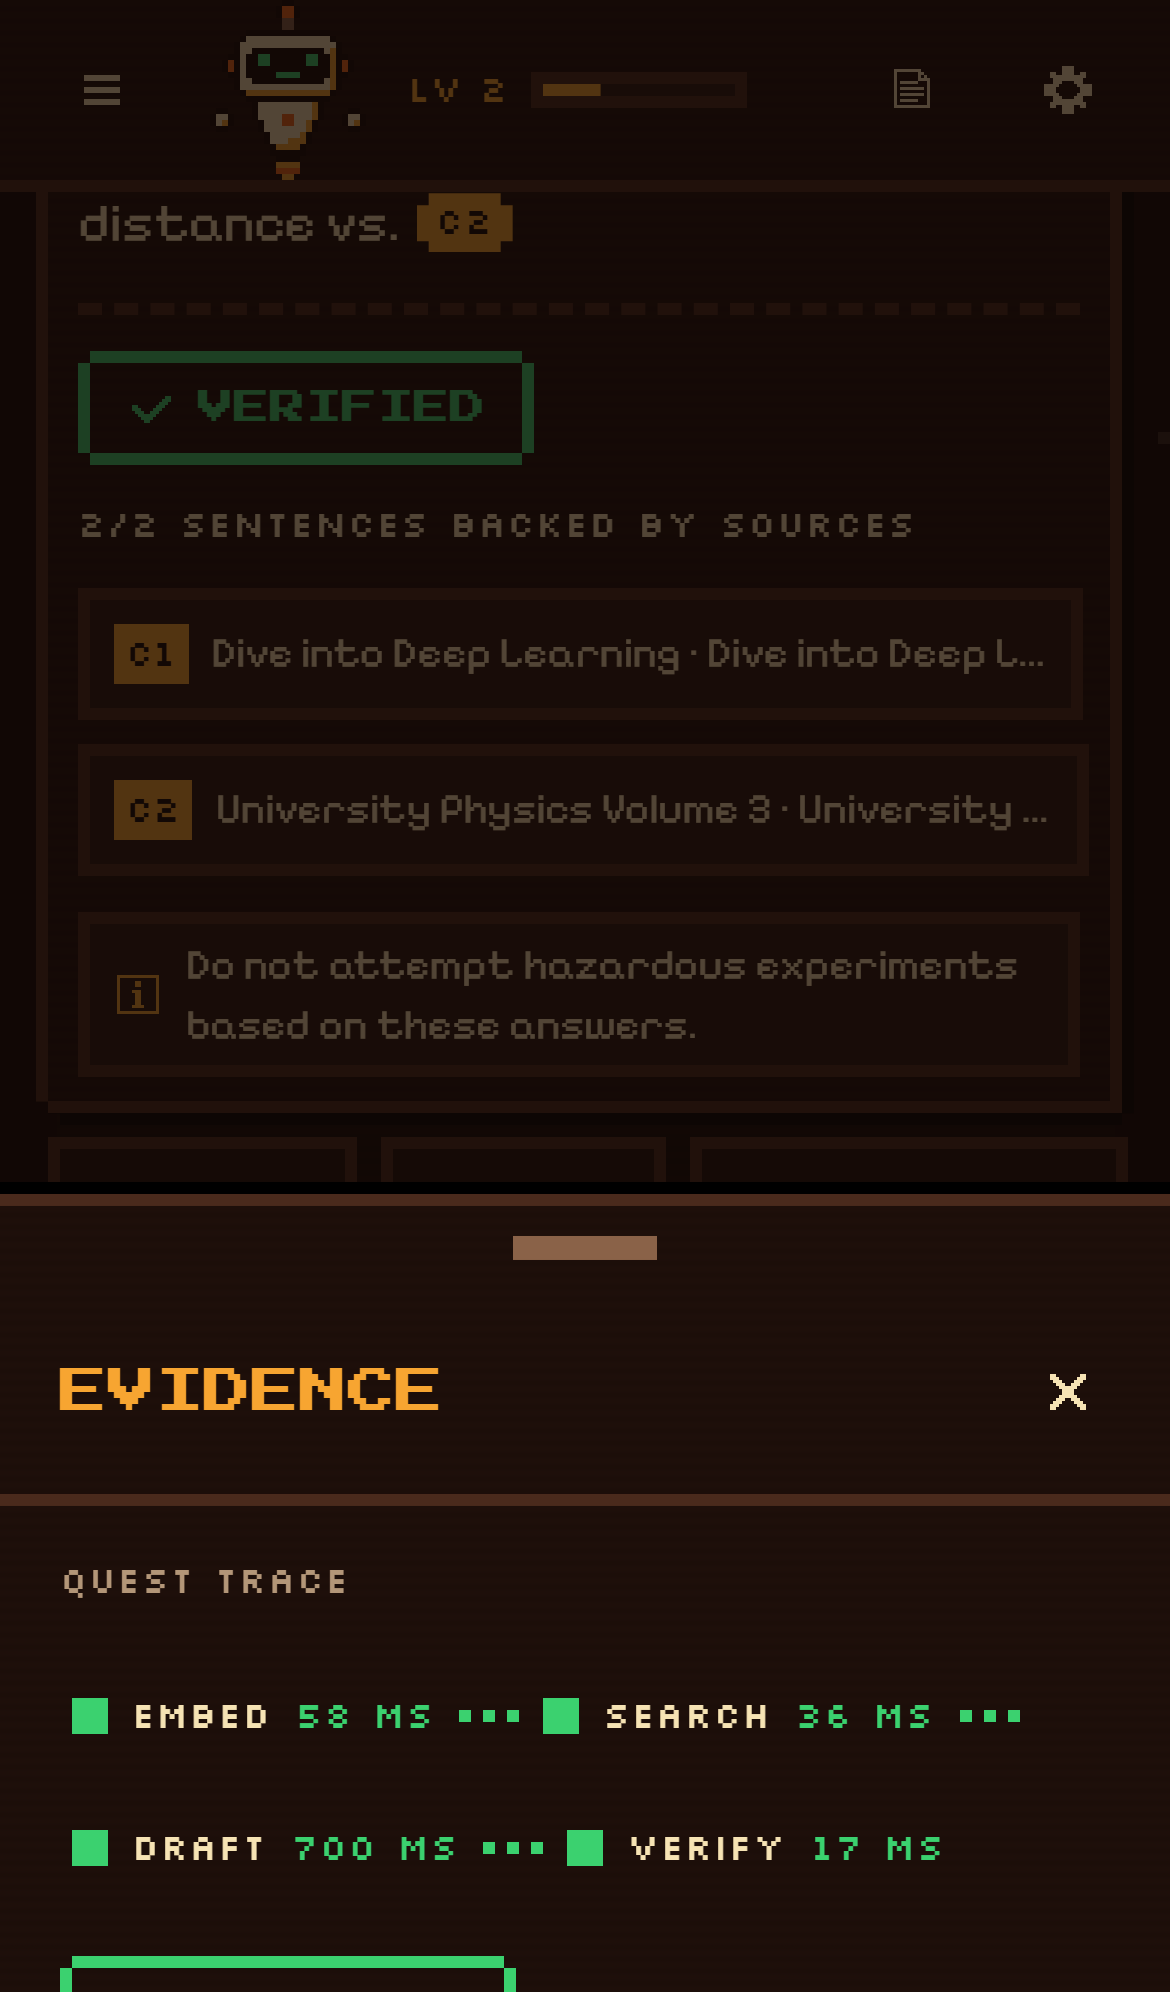 LV 2
distance vs. C2
VERIFIED
2/2 SENTENCES BACKED BY SOURCES
C1 Dive into Deep Learning · Dive into Deep L...
C2 University Physics Volume 3 · University ...
Do not attempt hazardous experiments
based on these answers.
EVIDENCE
QUEST TRACE
EMBED 58 MS SEARCH 36 MS
DRAFT 700 MS VERIFY 17 MS